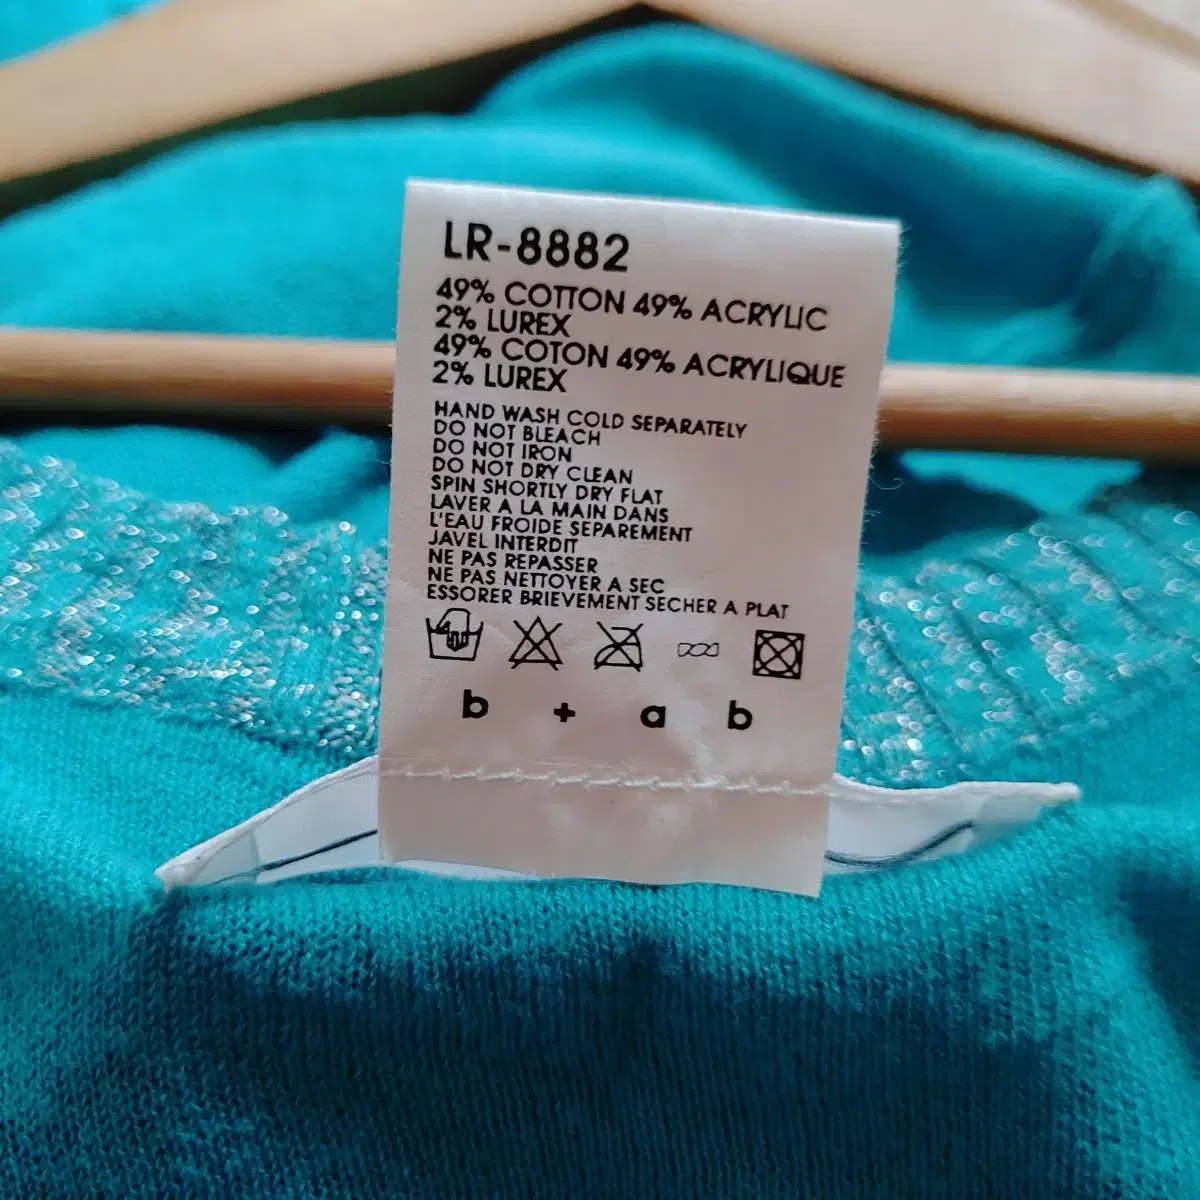 LR-8882
49% COTTON 49% ACRYLIC
2% LUREX
49% COTON 49% ACRYLIQUE
2% LUREX
HAND WASH COLD SEPARATELY
DO NOT BLEACH
DO NOT IRON
DO NOT DRY CLEAN
SPIN SHORTLY DRY FLAT
LAVER A LA MAIN DANS
L'EAU FROIDE SEPAREMENT
JAVEL INTERDIT
NE PAS REPASSER
NE PAS NETTOYER A SEC
ESSORER BRIEVEMENT SECHER A PLAT
b + a b